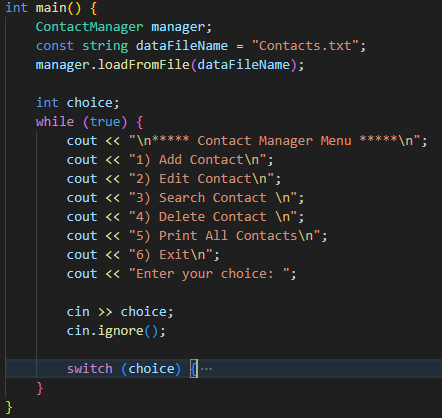 int main() {
    ContactManager manager;
    const string dataFileName = "Contacts.txt";
    manager.loadFromFile(dataFileName);

    int choice;
    while (true) {
        cout << "\n***** Contact Manager Menu *****\n";
        cout << "1) Add Contact\n";
        cout << "2) Edit Contact\n";
        cout << "3) Search Contact \n";
        cout << "4) Delete Contact \n";
        cout << "5) Print All Contacts\n";
        cout << "6) Exit\n";
        cout << "Enter your choice: ";

        cin >> choice;
        cin.ignore();

        switch (choice) { ⋯
    }
}